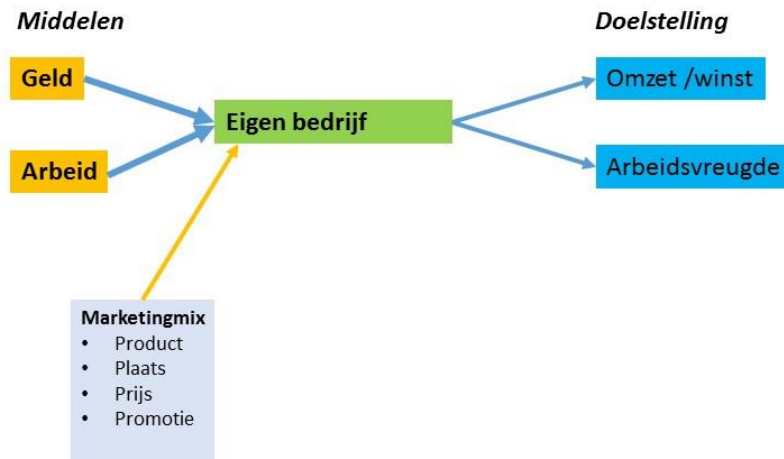 Middelen
Doelstelling
Geld
Omzet /winst
Eigen bedrijf
Arbeid
Arbeidsvreugde
Marketingmix
• Product
• Plaats
• Prijs
• Promotie